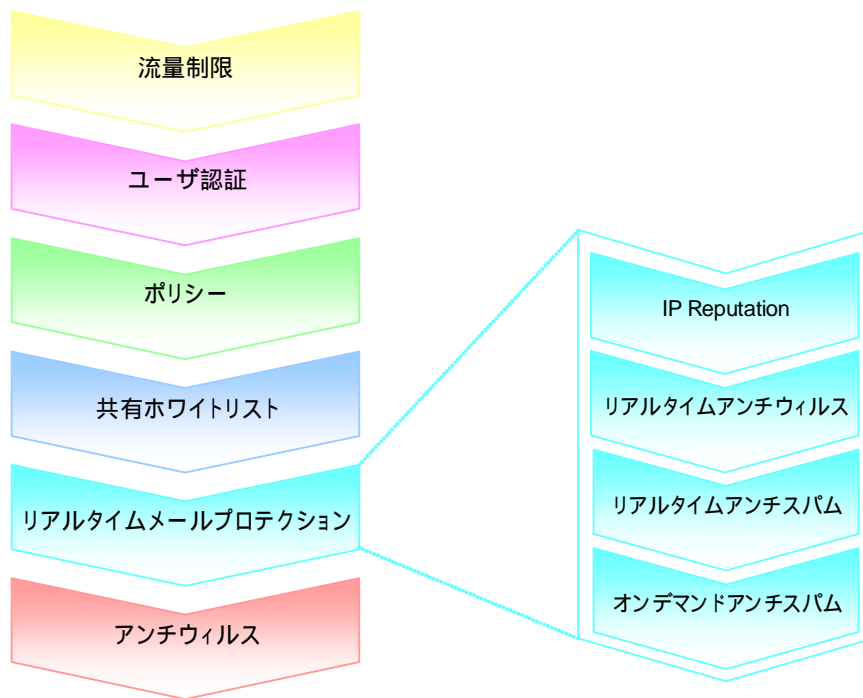 流量制限
ユーザ認証
ポリシー
共有ホワイトリスト
リアルタイムメールプロテクション
アンチウィルス
IP Reputation
リアルタイムアンチウィルス
リアルタイムアンチスパム
オンデマンドアンチスパム